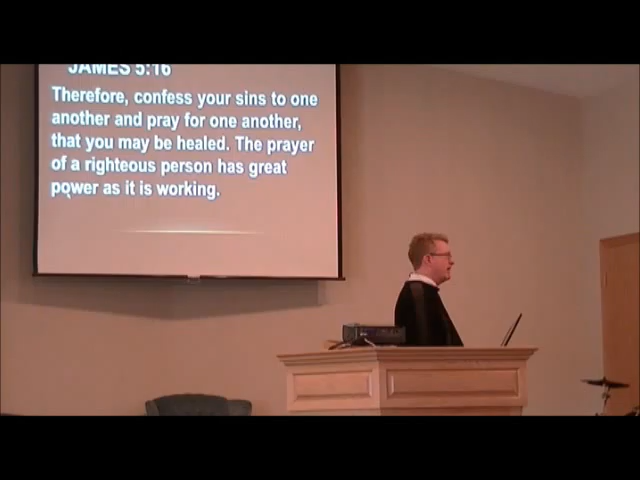 JAMES 5:16
Therefore, confess your sins to one
another and pray for one another,
that you may be healed. The prayer
of a righteous person has great
power as it is working.